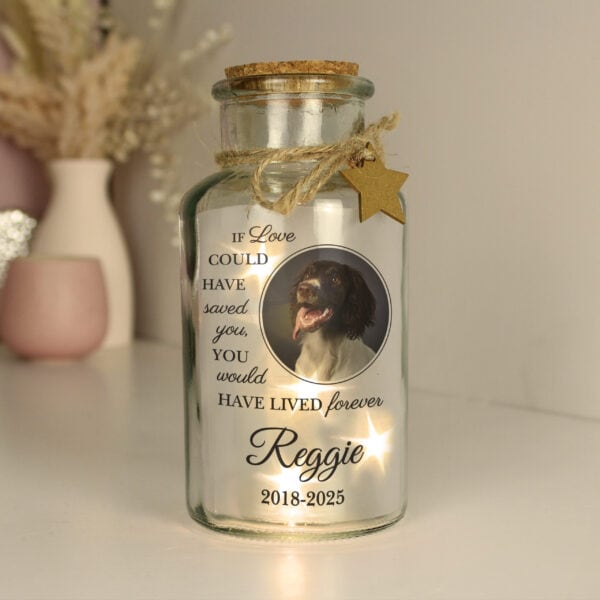 IF Love
COULD
HAVE
saved
you,
YOU
would
HAVE LIVED forever
Reggie
2018-2025